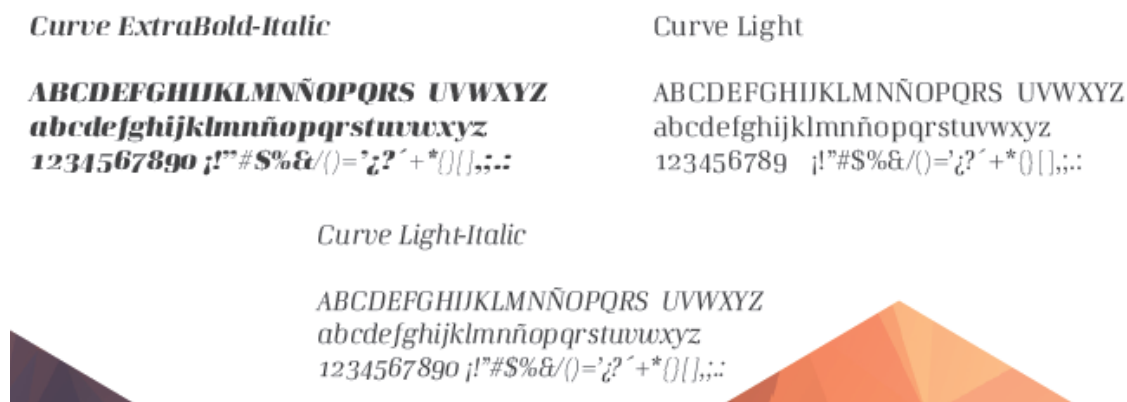 Curve ExtraBold-Italic
ABCDEFGHIJKLMNÑOPQRS UVWXYZ
abcdefghijklmnñopqrstuvwxyz
1234567890 ¡!"#$%&/()='¿?´+*{}[],;.:
Curve Light
ABCDEFGHIJKLMNÑOPQRS UVWXYZ
abcdefghijklmnñopqrstuvwxyz
123456789 ¡!"#$%&/()='¿?´+*{}[],;.:
Curve Light-Italic
ABCDEFGHIJKLMNÑOPQRS UVWXYZ
abcdefghijklmnñopqrstuvwxyz
1234567890 ¡!"#$%&/()='¿?´+*{}[],;.: